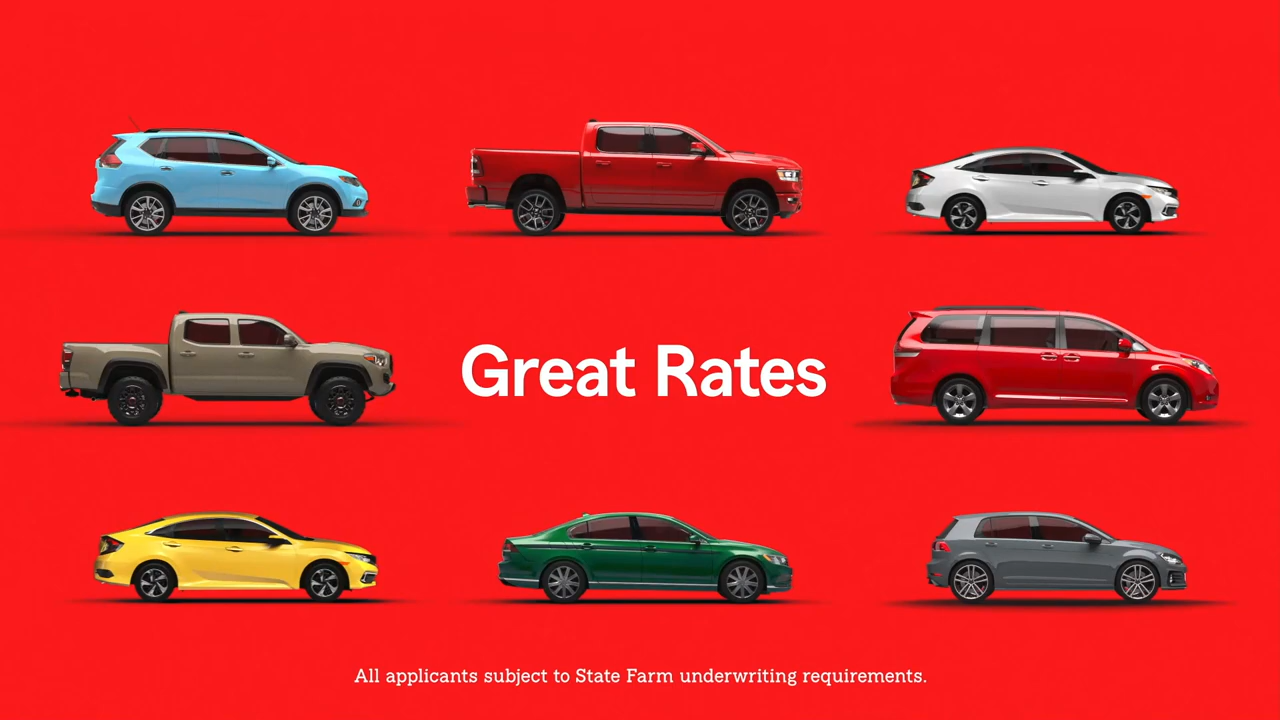 Great Rates
All applicants subject to State Farm underwriting requirements.